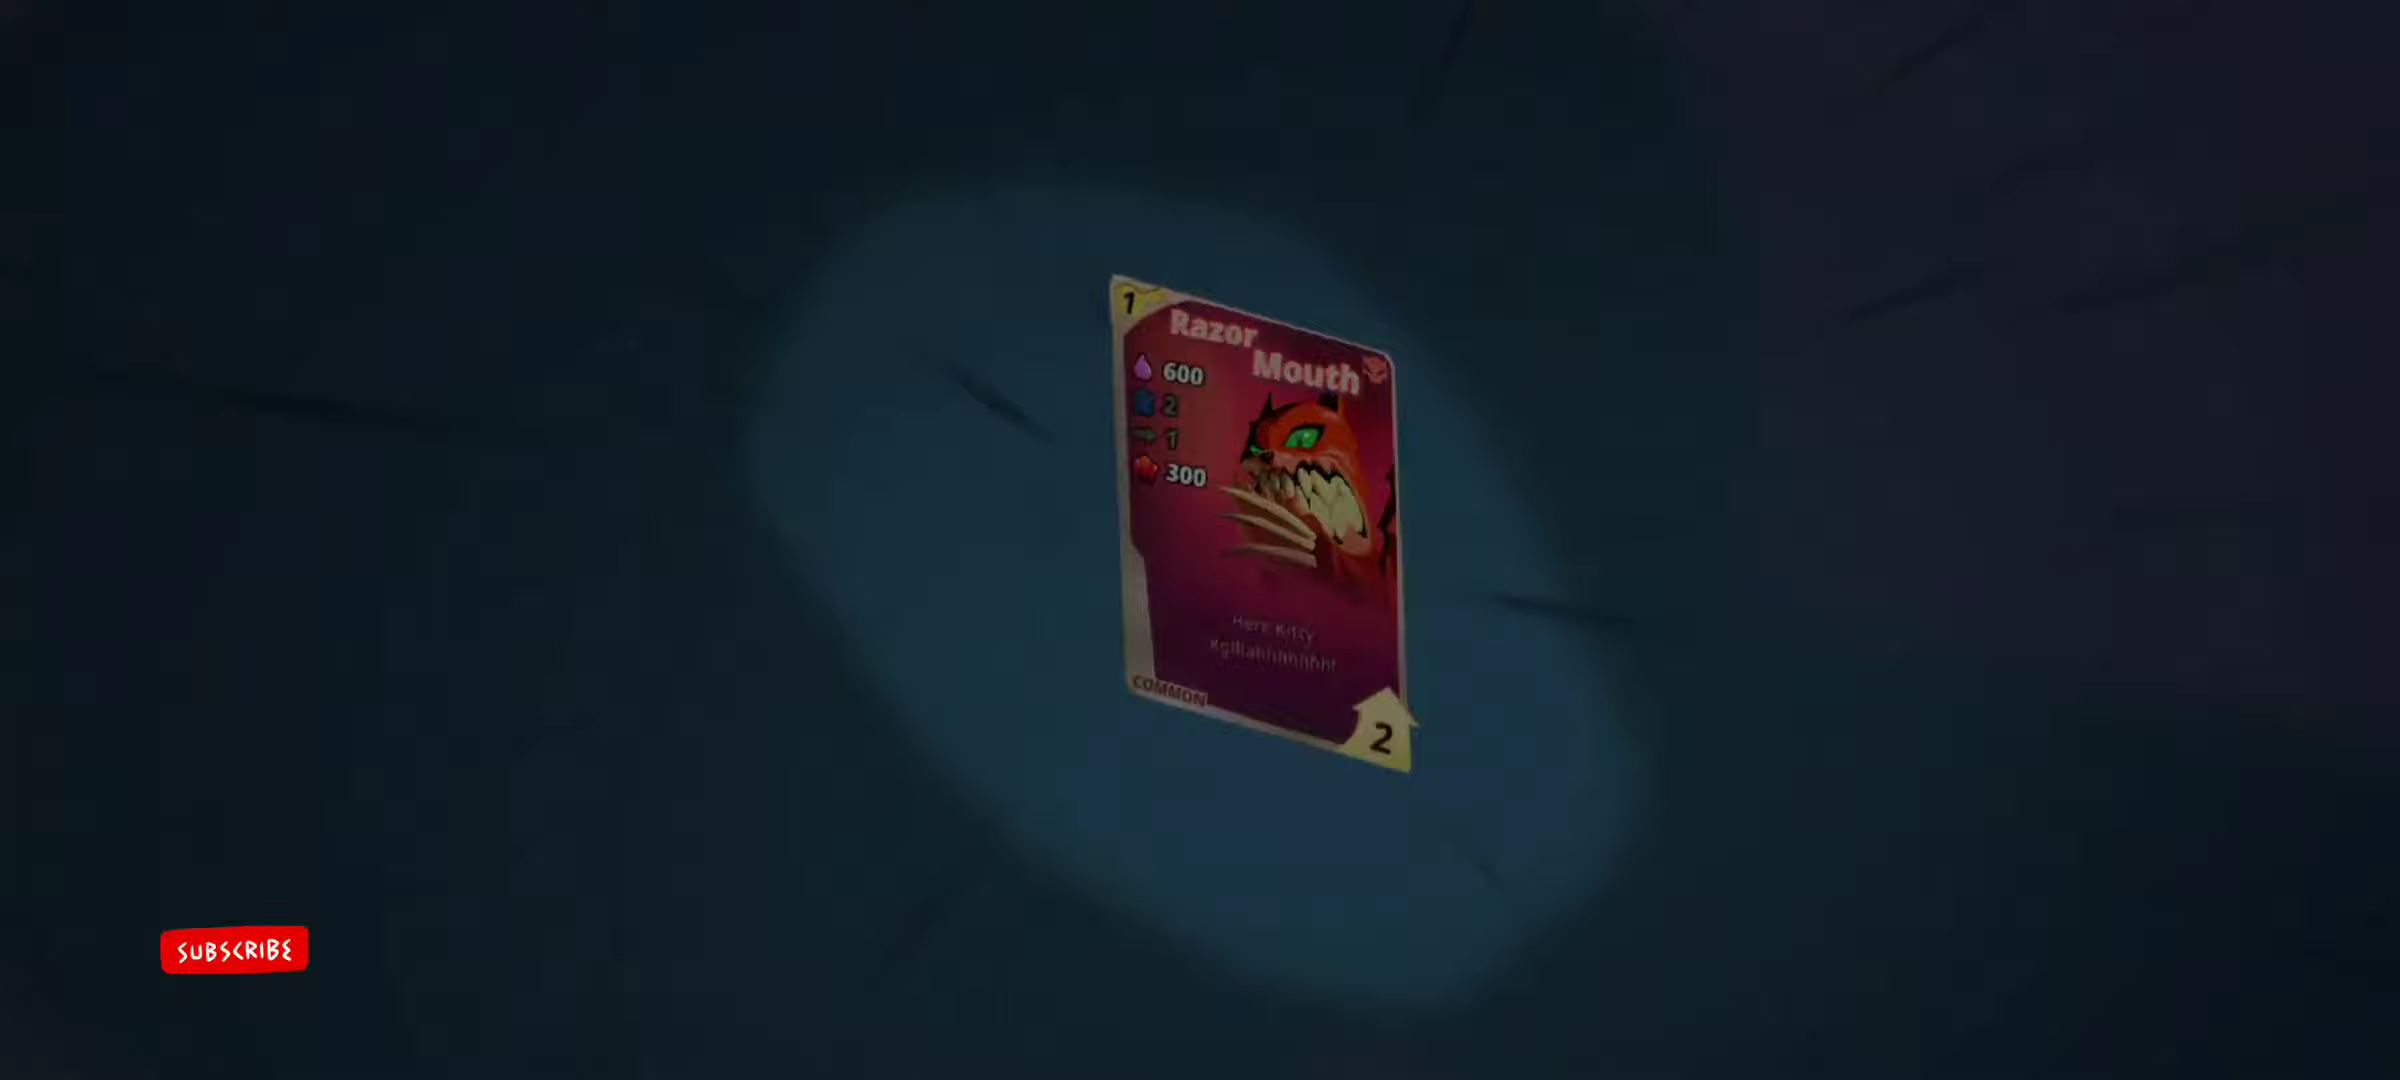 1
Razor
Mouth
600
2
1
300
Here Kitty
COMMON
2
SUBSCRIBE